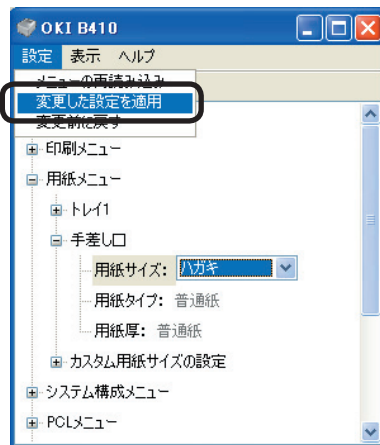 OKI B410
設定 表示 ヘルプ
メニューの再読み込み
変更した設定を適用
変更前に戻す
印刷メニュー
用紙メニュー
トレイ1
手差し口
用紙サイズ: ハガキ
用紙タイプ: 普通紙
用紙厚: 普通紙
カスタム用紙サイズの設定
システム構成メニュー
PCLメニュー